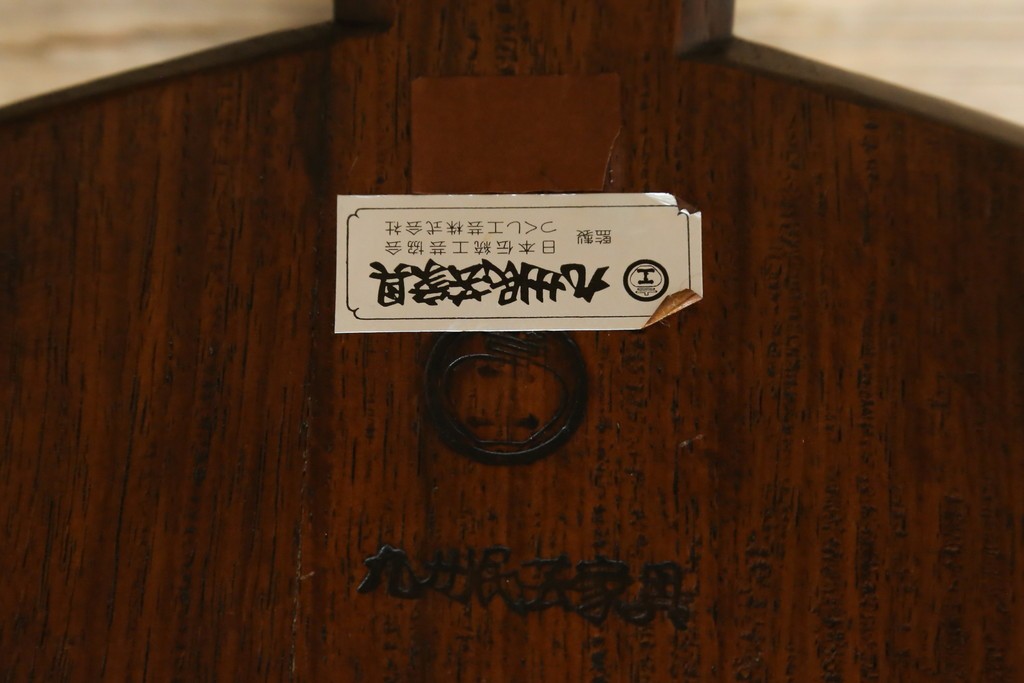 九州民芸家具
日本伝統工芸協会
つくし工芸株式会社
監製
九州民芸家具